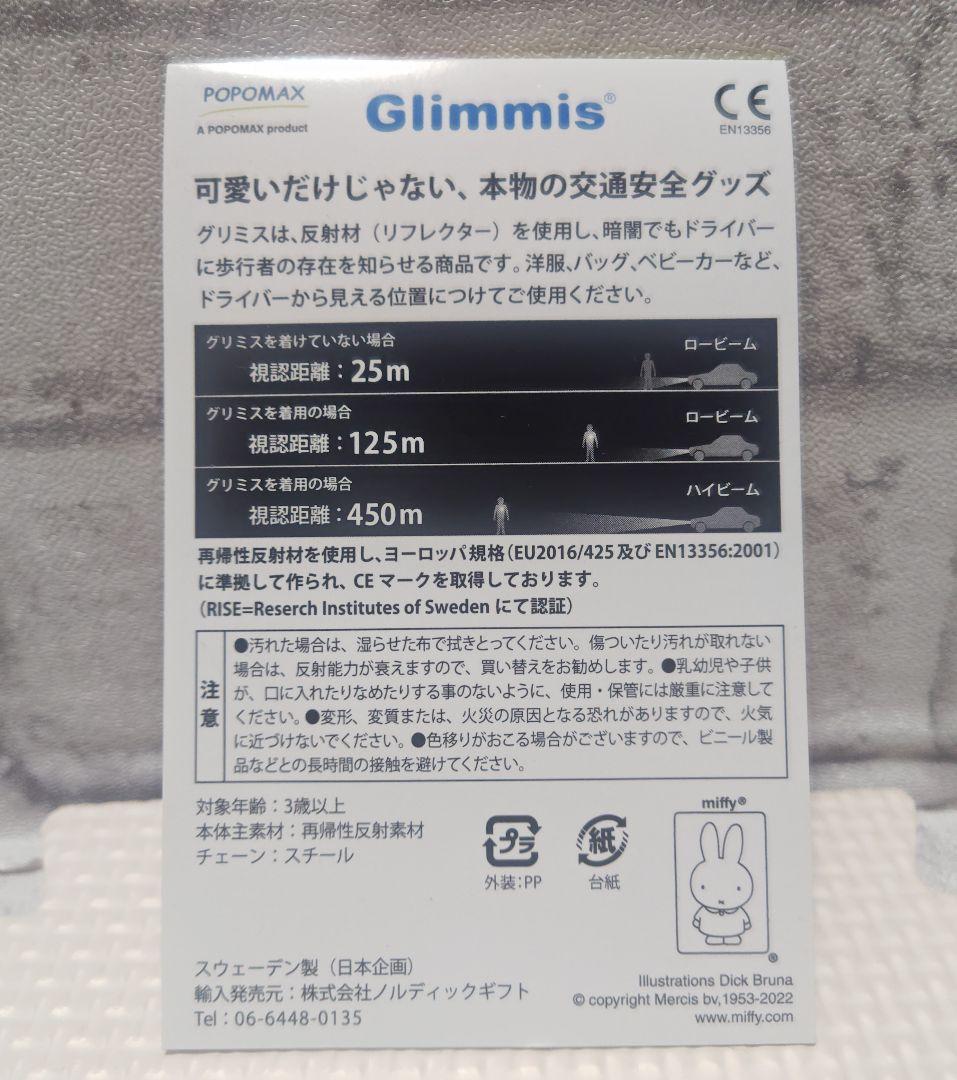 POPOMAX
A POPOMAX product
Glimmis®
CE
EN13356
可愛いだけじゃない、本物の交通安全グッズ
グリミスは、反射材（リフレクター）を使用し、暗闇でもドライバー
に歩行者の存在を知らせる商品です。洋服、バッグ、ベビーカーなど、
ドライバーから見える位置につけてご使用ください。
グリミスを着けていない場合
ロービーム
視認距離：25m
グリミスを着用の場合
ロービーム
視認距離：125m
グリミスを着用の場合
ハイビーム
視認距離：450m
再帰性反射材を使用し、ヨーロッパ規格（EU2016/425及びEN13356:2001）
に準拠して作られ、CEマークを取得しております。
（RISE=Reserch Institutes of Sweden にて認証）
注意
●汚れた場合は、湿らせた布で拭きとってください。傷ついたり汚れが取れない
場合は、反射能力が衰えますので、買い替えをお勧めします。●乳幼児や子供
が、口に入れたりなめたりする事のないように、使用・保管には厳重に注意して
ください。●変形、変質または、火災の原因となる恐れがありますので、火気
に近づけないでください。●色移りがおこる場合がございますので、ビニール製
品などとの長時間の接触を避けてください。
対象年齢：3歳以上
本体主素材：再帰性反射素材
チェーン：スチール
プラ
外装：PP
紙
台紙
miffy®
®
スウェーデン製（日本企画）
輸入発売元：株式会社ノルディックギフト
Tel：06-6448-0135
Illustrations Dick Bruna
© copyright Mercis bv,1953-2022
www.miffy.com